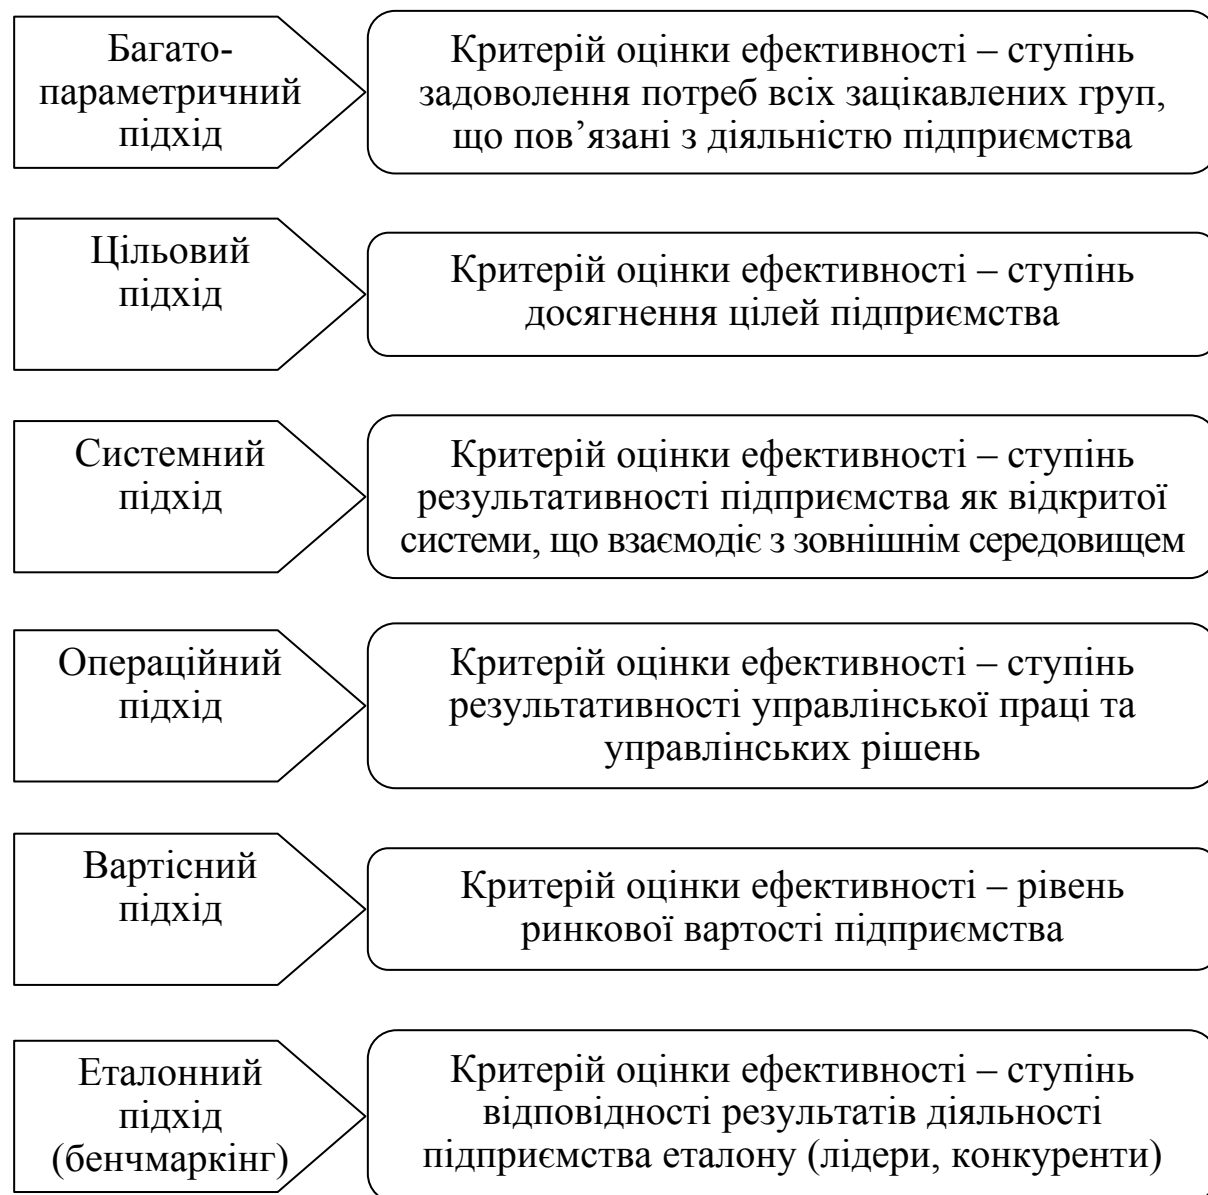 Багато-
параметричний
підхід
Критерій оцінки ефективності – ступінь
задоволення потреб всіх зацікавлених груп,
що пов’язані з діяльністю підприємства
Цільовий
підхід
Критерій оцінки ефективності – ступінь
досягнення цілей підприємства
Системний
підхід
Критерій оцінки ефективності – ступінь
результативності підприємства як відкритої
системи, що взаємодіє з зовнішнім середовищем
Операційний
підхід
Критерій оцінки ефективності – ступінь
результативності управлінської праці та
управлінських рішень
Вартісний
підхід
Критерій оцінки ефективності – рівень
ринкової вартості підприємства
Еталонний
підхід
(бенчмаркінг)
Критерій оцінки ефективності – ступінь
відповідності результатів діяльності
підприємства еталону (лідери, конкуренти)